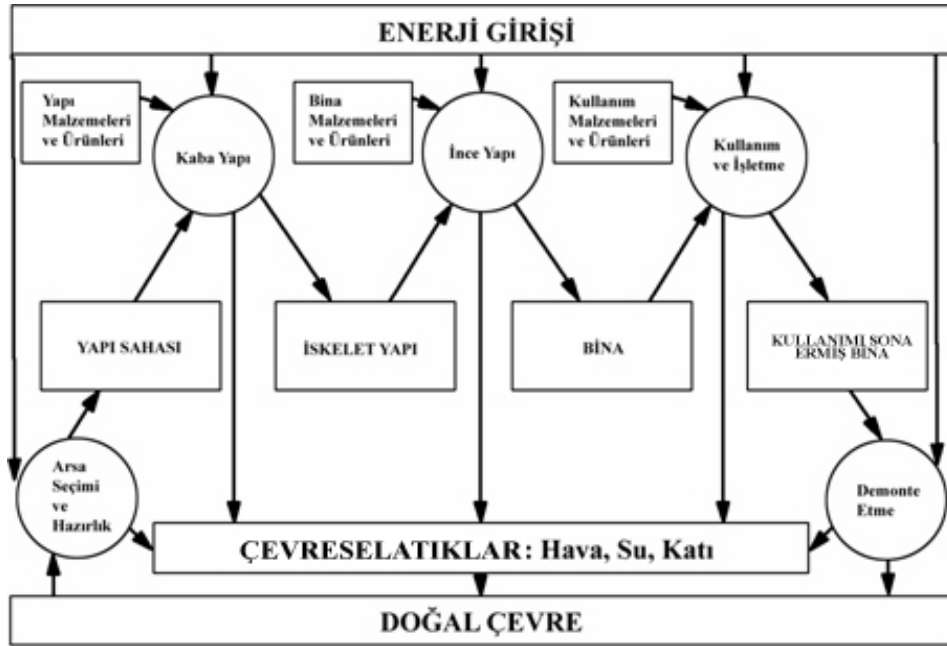 ENERJİ GİRİŞİ
Yapı
Malzemeleri
ve Ürünleri
Kaba Yapı
Bina
Malzemeleri
ve Ürünleri
İnce Yapı
Kullanım
Malzemeleri
ve Ürünleri
Kullanım
ve İşletme
YAPI SAHASI
İSKELET YAPI
BİNA
KULLANIMI SONA
ERMİŞ BİNA
Arsa
Seçimi
ve
Hazırlık
Demonte
Etme
ÇEVRESELATIKLAR: Hava, Su, Katı
DOĞAL ÇEVRE